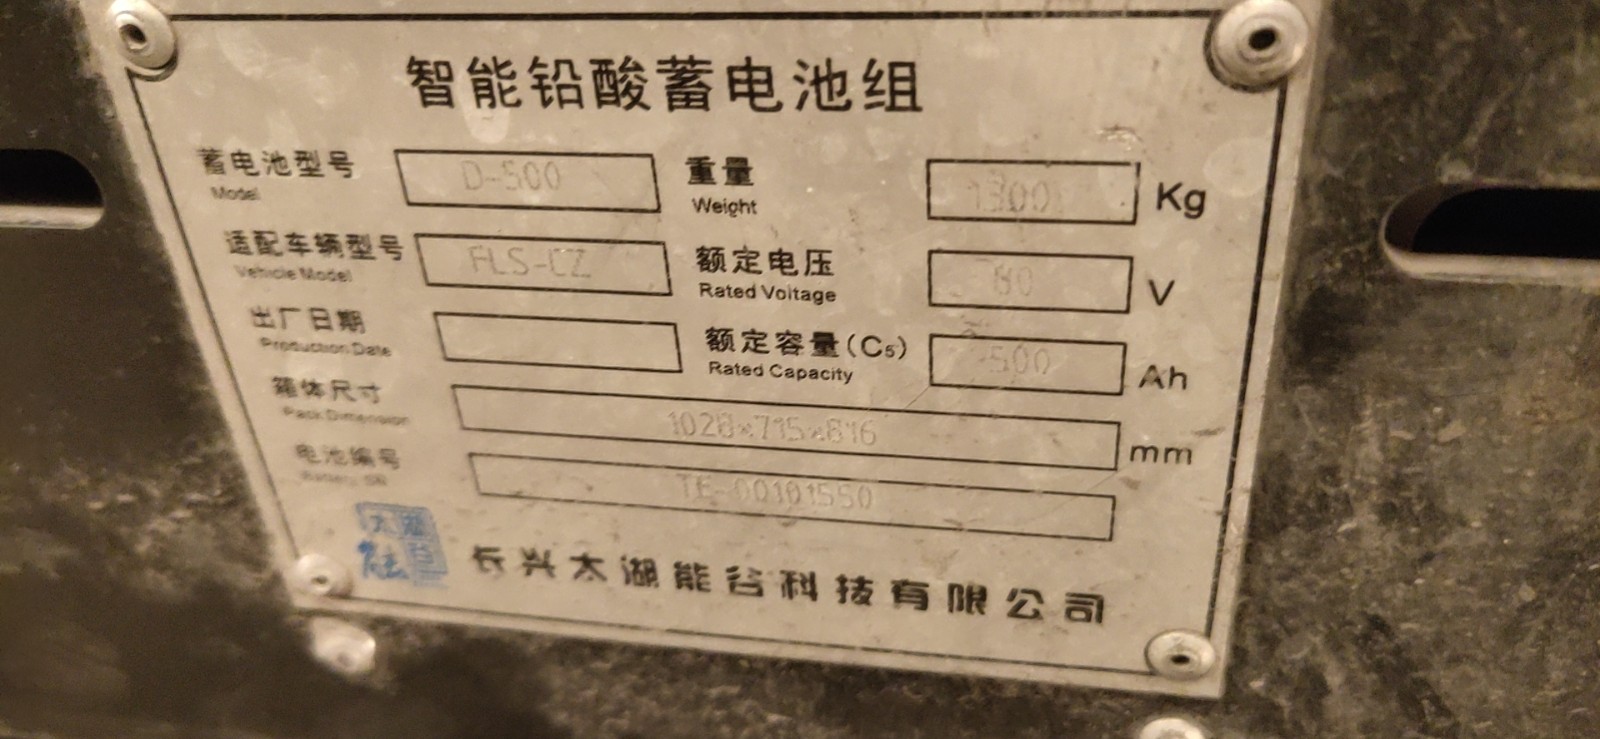 智能铅酸蓄电池组
蓄电池型号 D-500 重量 1300 Kg
Model Weight
适配车辆型号 FLS-CZ 额定电压 80 V
Vehicle Model Rated Voltage
出厂日期 额定容量(C₅) 500 Ah
Production Date Rated Capacity
箱体尺寸 1028×715×816 mm
Pack Dimension
电池编号 TE-00101550
Battery SN
长兴太湖能谷科技有限公司